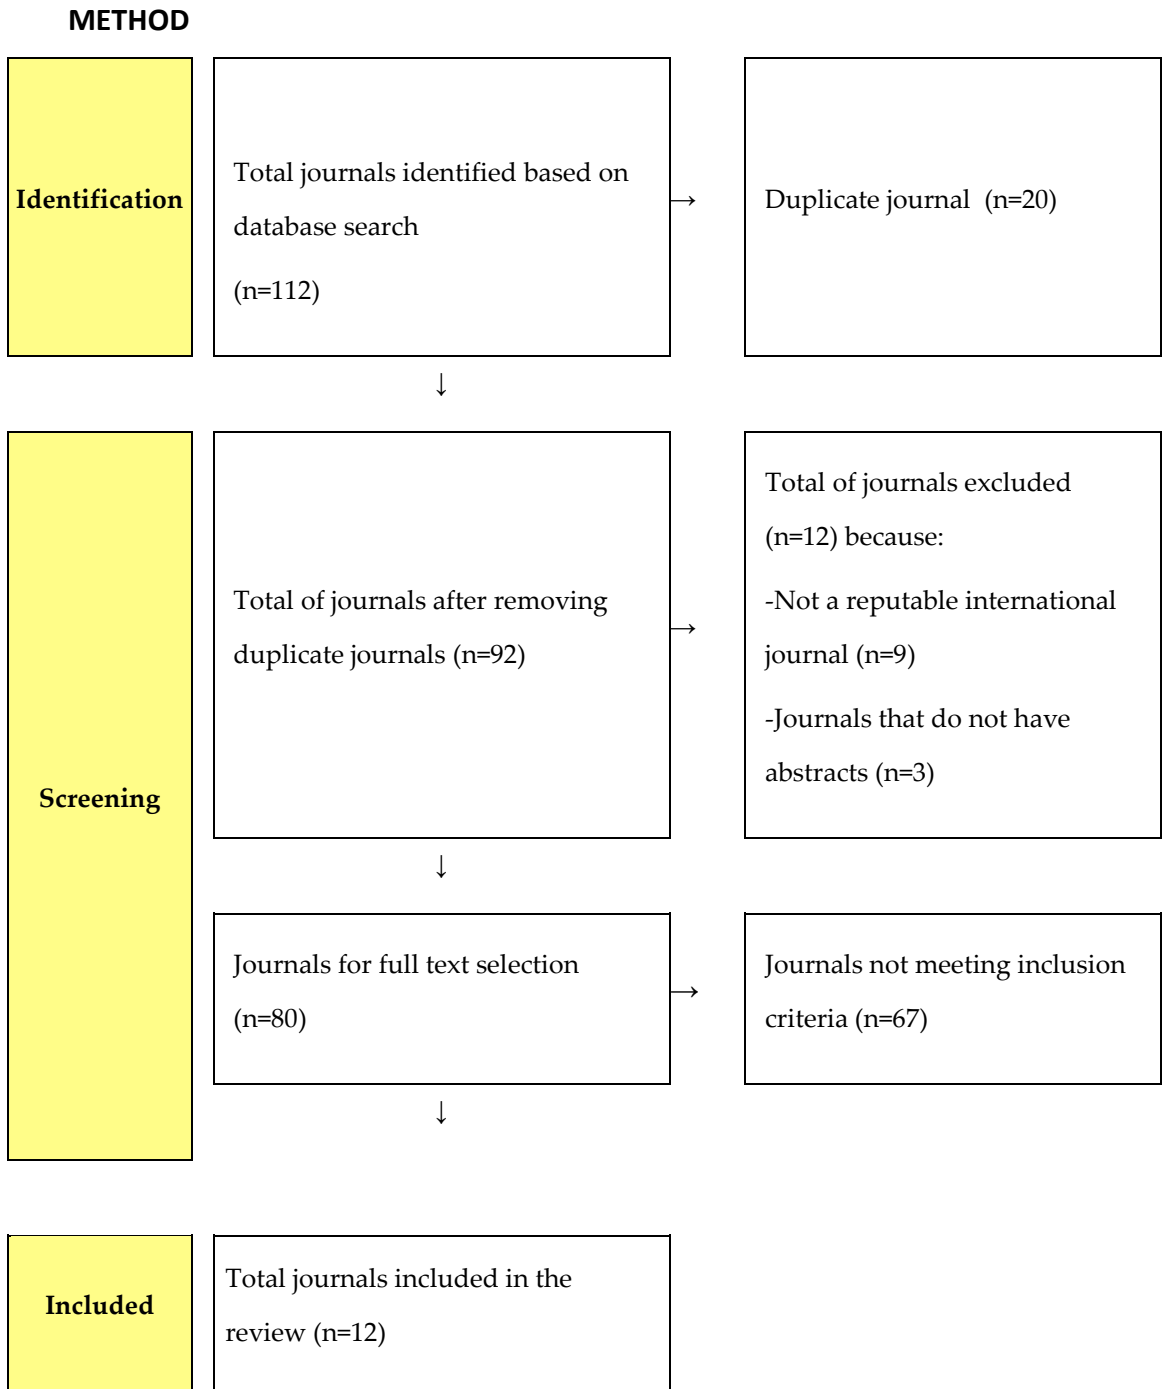 METHOD
Identification
Total journals identified based on
database search
(n=112)
→
Duplicate journal (n=20)
↓
Screening
Total of journals after removing
duplicate journals (n=92)
→
Total of journals excluded
(n=12) because:
-Not a reputable international
journal (n=9)
-Journals that do not have
abstracts (n=3)
↓
Journals for full text selection
(n=80)
→
Journals not meeting inclusion
criteria (n=67)
↓
Included
Total journals included in the
review (n=12)